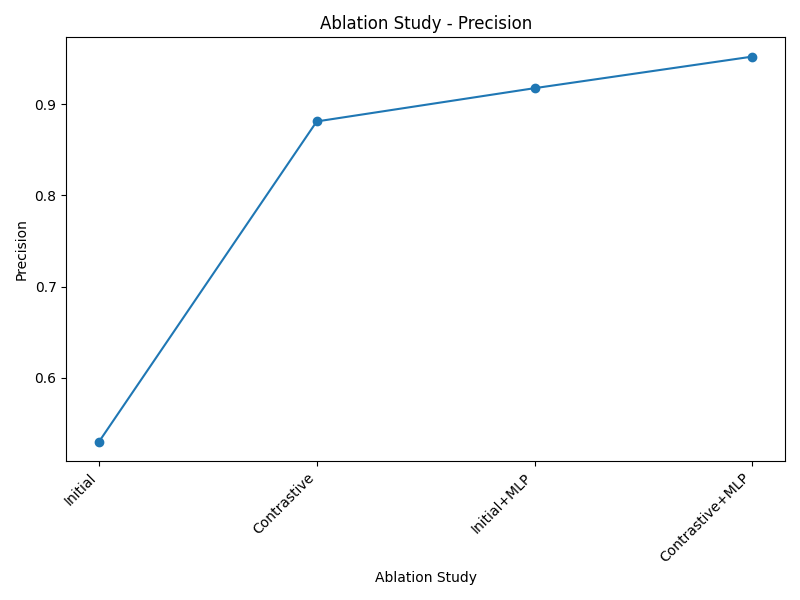 Ablation Study - Precision
Precision
0.9
0.8
0.7
0.6
Initial
Contrastive
Initial+MLP
Contrastive+MLP
Ablation Study